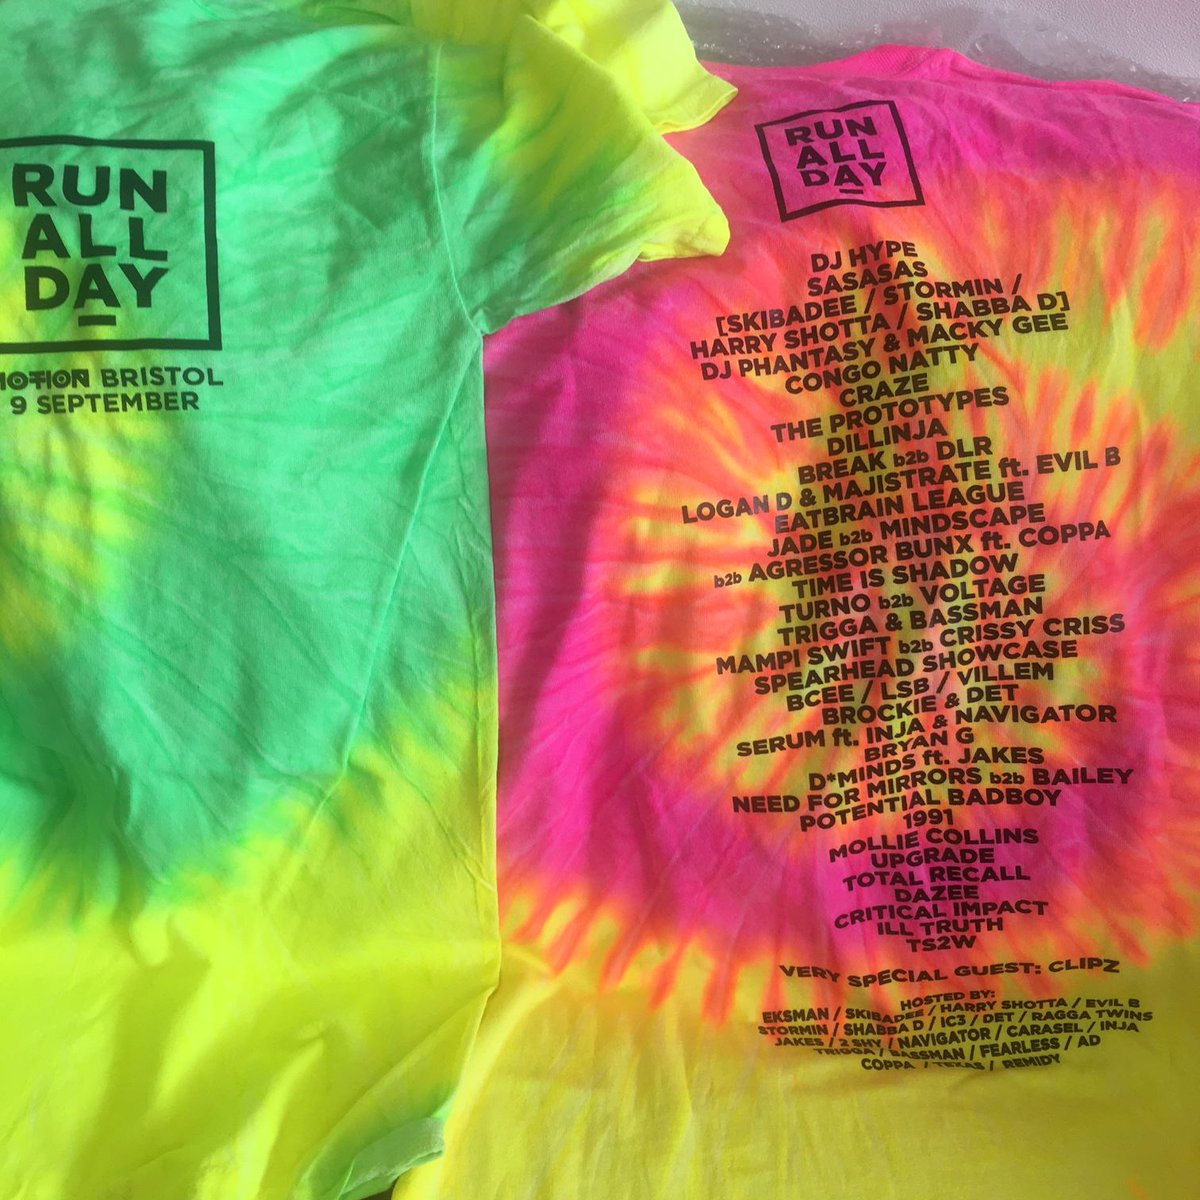 RUN
ALL
DAY
MOTION BRISTOL
9 SEPTEMBER
RUN
ALL
DAY
DJ HYPE
SASASAS
[SKIBADEE / STORMIN /
HARRY SHOTTA / SHABBA D]
DJ PHANTASY & MACKY GEE
CONGO NATTY
CRAZE
THE PROTOTYPES
DILLINJA
BREAK b2b DLR
LOGAN D & MAJISTRATE ft. EVIL B
EATBRAIN LEAGUE
JADE b2b MINDSCAPE
b2b AGRESSOR BUNX ft. COPPA
TIME IS SHADOW
TURNO b2b VOLTAGE
TRIGGA & BASSMAN
MAMPI SWIFT b2b CRISSY CRISS
SPEARHEAD SHOWCASE
BCEE / LSB / VILLEM
BROCKIE & DET
SERUM ft. INJA & NAVIGATOR
BRYAN G
D*MINDS ft. JAKES
NEED FOR MIRRORS b2b BAILEY
POTENTIAL BADBOY
1991
MOLLIE COLLINS
UPGRADE
TOTAL RECALL
DAZEE
CRITICAL IMPACT
ILL TRUTH
TS2W
VERY SPECIAL GUEST: CLIPZ
HOSTED BY:
EKSMAN / SKIBADEE / HARRY SHOTTA / EVIL B
STORMIN / SHABBA D / IC3 / DET / RAGGA TWINS
JAKES / 2 SHY / NAVIGATOR / CARASEL / INJA
TRIGGA / BASSMAN / FEARLESS / AD
COPPA / TEXAS / REMIDY